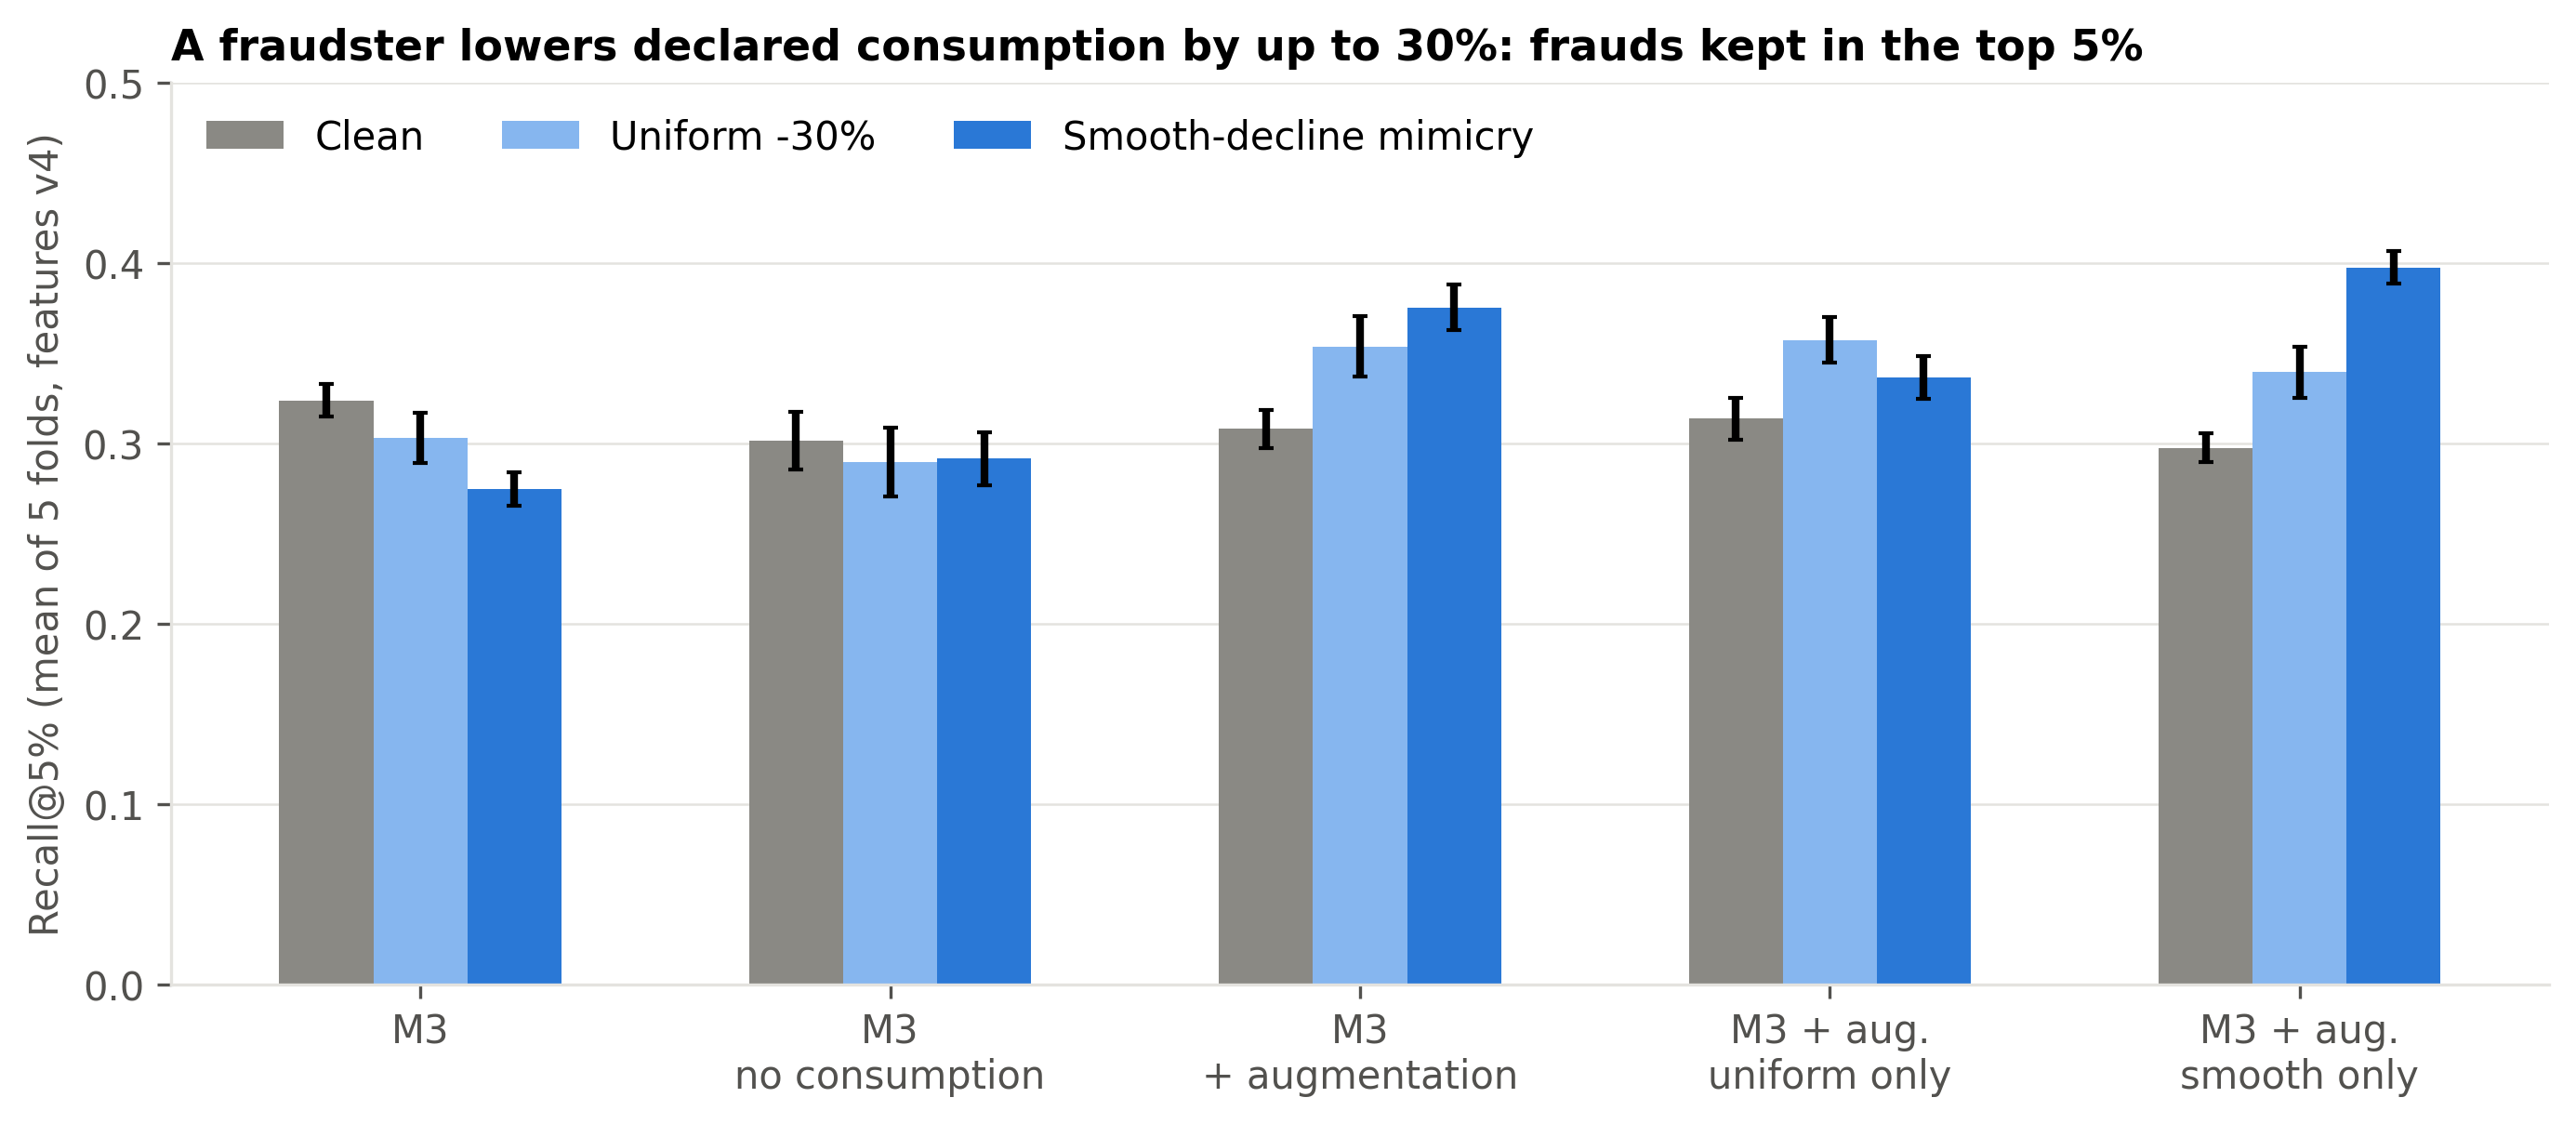 A fraudster lowers declared consumption by up to 30%: frauds kept in the top 5%
Clean
Uniform -30%
Smooth-decline mimicry
Recall@5% (mean of 5 folds, features v4)
0.5
0.4
0.3
0.2
0.1
0.0
M3
M3
no consumption
M3
+ augmentation
M3 + aug.
uniform only
M3 + aug.
smooth only